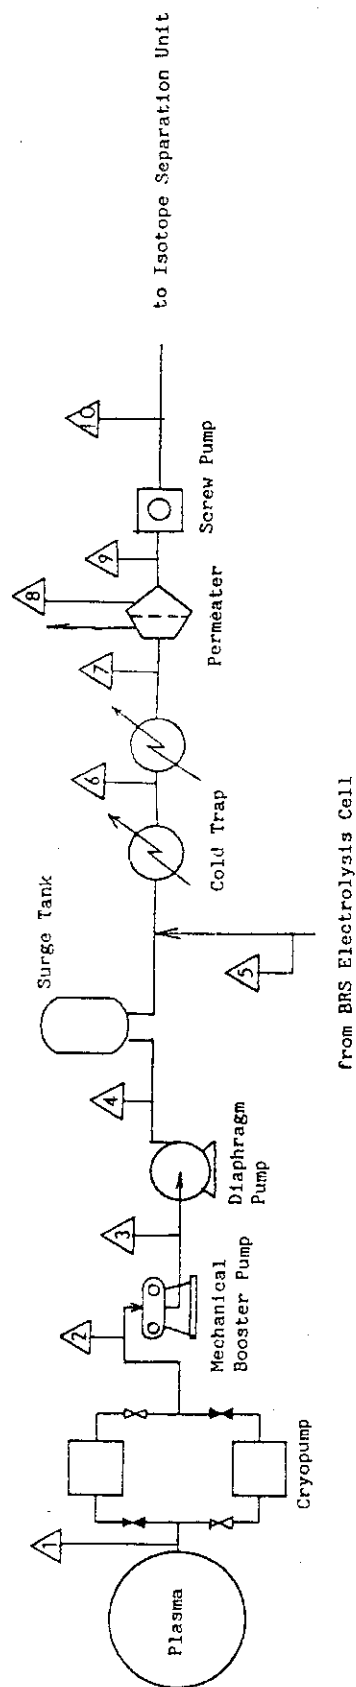 Plasma
1
Cryopump
2
Mechanical
Booster Pump
3
Diaphragm
Pump
4
Surge Tank
5
from BRS Electrolysis Cell
Cold Trap
6
7
Permeater
8
9
Screw Pump
10
to Isotope Separation Unit